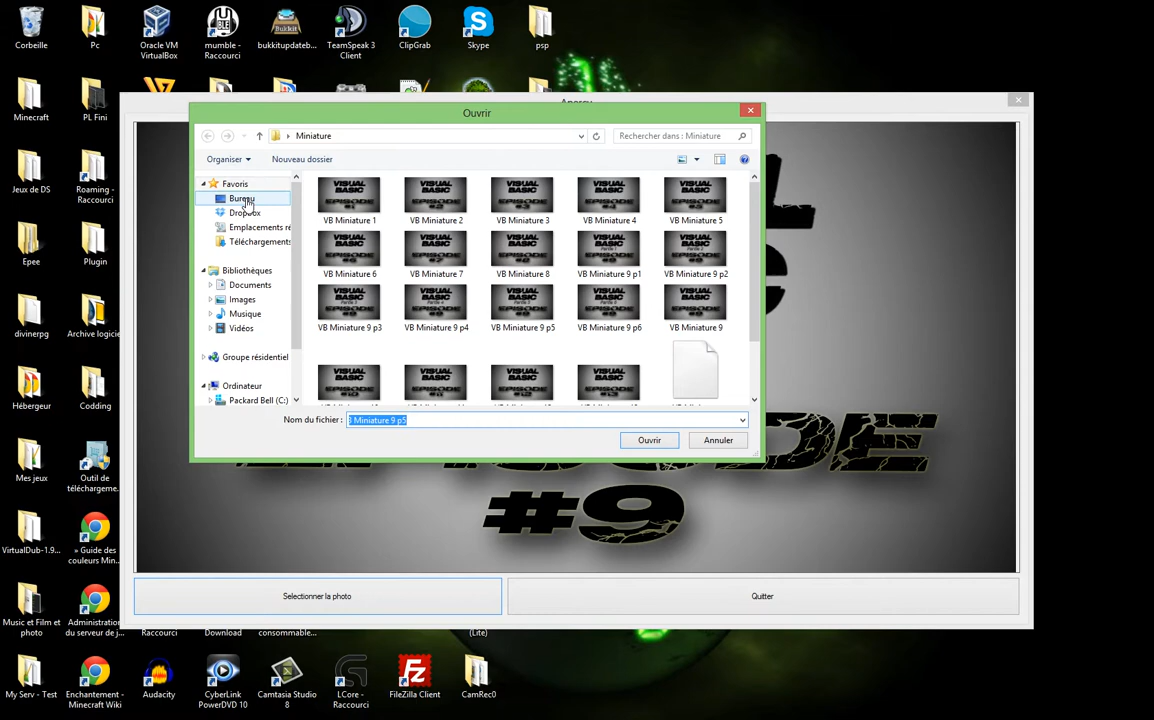 Corbeille
Pc
Oracle VM
VirtualBox
mumble -
Raccourci
bukkitupdateb...
TeamSpeak 3
Client
ClipGrab
Skype
psp
Minecraft
PL Fini
Jeux de DS
Roaming -
Raccourci
Epee
Plugin
divinerpg
Archive logicie
Hébergeur
Codding
Mes jeux
Outil de
téléchargeme...
VirtualDub-1.9...
» Guide des
couleurs Min...
Music et Film et
photo
Administration
du serveur de j...
Raccourci
Download
consommable...
(Lite)
My Serv - Test
Enchantement -
Minecraft Wiki
Audacity
CyberLink
PowerDVD 10
Camtasia Studio
8
LCore -
Raccourci
FileZilla Client
CamRec0
Ouvrir
Miniature
Rechercher dans : Miniature
Organiser
Nouveau dossier
Favoris
Bureau
Dropbox
Emplacements ré
Téléchargements
Bibliothèques
Documents
Images
Musique
Vidéos
Groupe résidentiel
Ordinateur
Packard Bell (C:)
VB Miniature 1
VB Miniature 2
VB Miniature 3
VB Miniature 4
VB Miniature 5
VB Miniature 6
VB Miniature 7
VB Miniature 8
VB Miniature 9 p1
VB Miniature 9 p2
VB Miniature 9 p3
VB Miniature 9 p4
VB Miniature 9 p5
VB Miniature 9 p6
VB Miniature 9
Nom du fichier :
3 Miniature 9 p5
Ouvrir
Annuler
#9
Selectionner la photo
Quitter